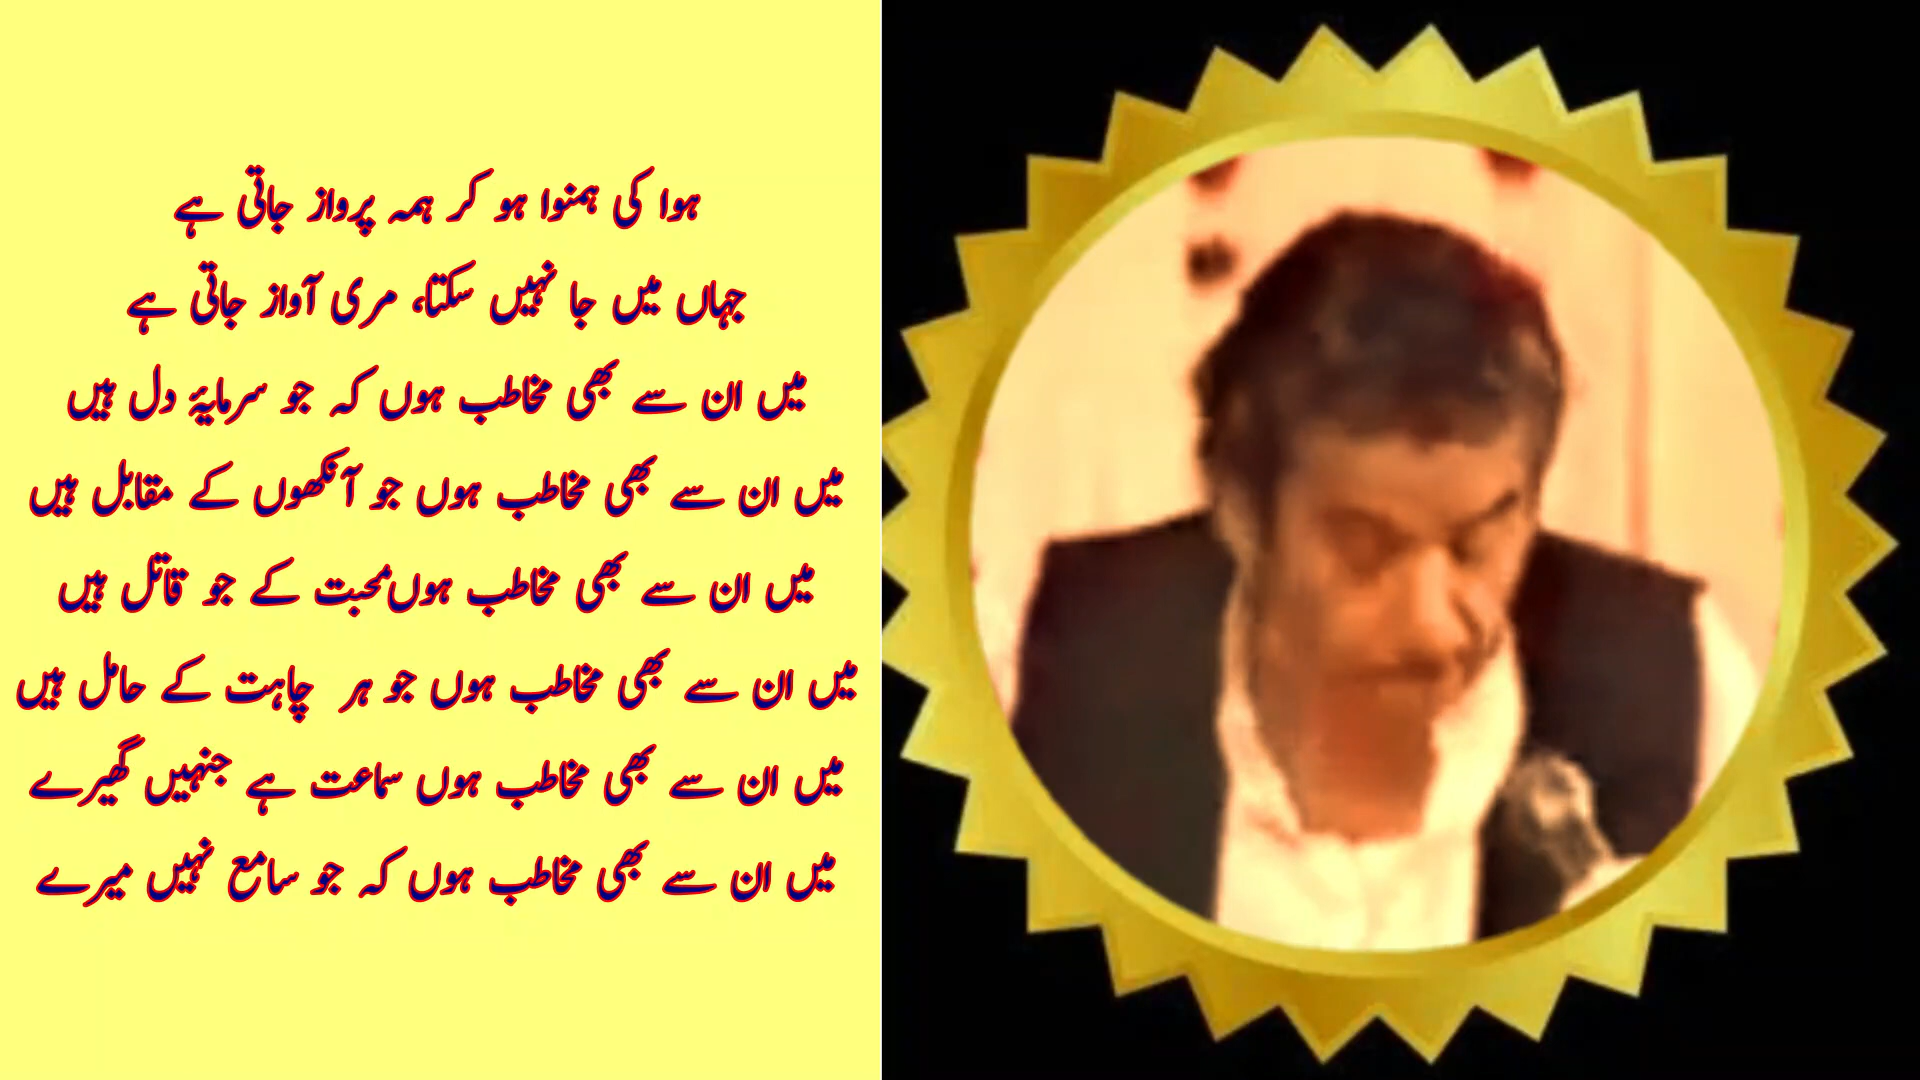 ہوا کی ہمنوا ہو کر ہمہ پرواز جاتی ہے
جہاں میں جا نہیں سکتا، مری آواز جاتی ہے
میں ان سے بھی مخاطب ہوں کہ جو سرمایۂ دل ہیں
میں ان سے بھی مخاطب ہوں جو آنکھوں کے مقابل ہیں
میں ان سے بھی مخاطب ہوں محبت کے جو قاتل ہیں
میں ان سے بھی مخاطب ہوں جو ہر چاہت کے حامل ہیں
میں ان سے بھی مخاطب ہوں سماعت ہے جنہیں گھیرے
میں ان سے بھی مخاطب ہوں کہ جو سامع نہیں میرے